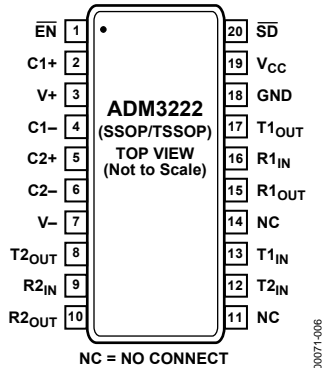 EN 1
C1+ 2
V+ 3
C1– 4
C2+ 5
C2– 6
V– 7
T2OUT 8
R2IN 9
R2OUT 10
ADM3222
(SSOP/TSSOP)
TOP VIEW
(Not to Scale)
20 SD
19 VCC
18 GND
17 T1OUT
16 R1IN
15 R1OUT
14 NC
13 T1IN
12 T2IN
11 NC
NC = NO CONNECT
00071-006